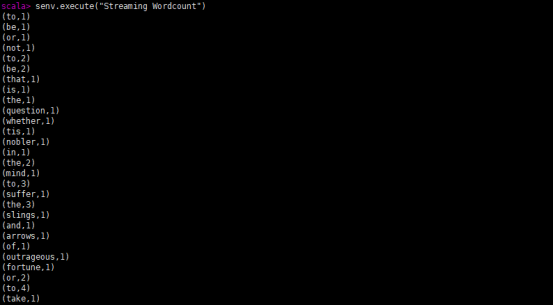 scala> senv.execute("Streaming Wordcount")
(to,1)
(be,1)
(or,1)
(not,1)
(to,2)
(be,2)
(that,1)
(is,1)
(the,1)
(question,1)
(whether,1)
(tis,1)
(nobler,1)
(in,1)
(the,2)
(mind,1)
(to,3)
(suffer,1)
(the,3)
(slings,1)
(and,1)
(arrows,1)
(of,1)
(outrageous,1)
(fortune,1)
(or,2)
(to,4)
(take,1)